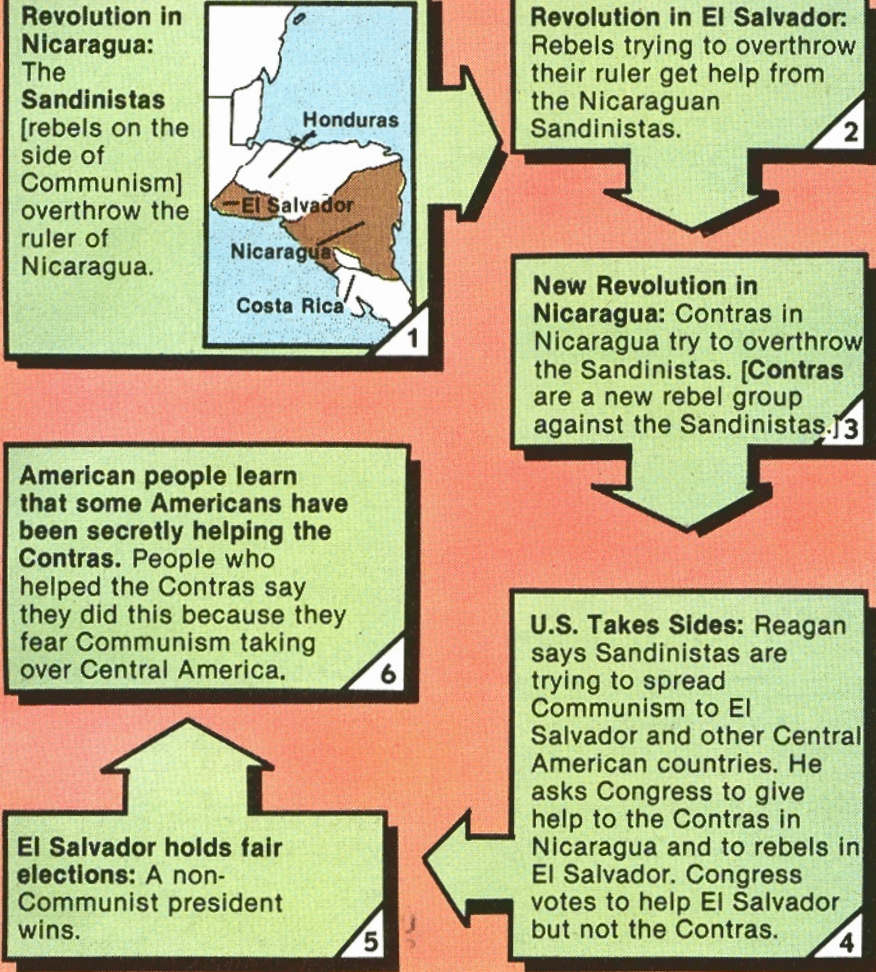 Revolution in
Nicaragua:
The
Sandinistas
[rebels on the
side of
Communism]
overthrow the
ruler of
Nicaragua.
Honduras
El Salvador
Nicaragua
Costa Rica
1
Revolution in El Salvador:
Rebels trying to overthrow
their ruler get help from
the Nicaraguan
Sandinistas.
2
New Revolution in
Nicaragua: Contras in
Nicaragua try to overthrow
the Sandinistas. [Contras
are a new rebel group
against the Sandinistas.]
3
U.S. Takes Sides: Reagan
says Sandinistas are
trying to spread
Communism to El
Salvador and other Central
American countries. He
asks Congress to give
help to the Contras in
Nicaragua and to rebels in
El Salvador. Congress
votes to help El Salvador
but not the Contras.
4
El Salvador holds fair
elections: A non-
Communist president
wins.
5
American people learn
that some Americans have
been secretly helping the
Contras. People who
helped the Contras say
they did this because they
fear Communism taking
over Central America.
6